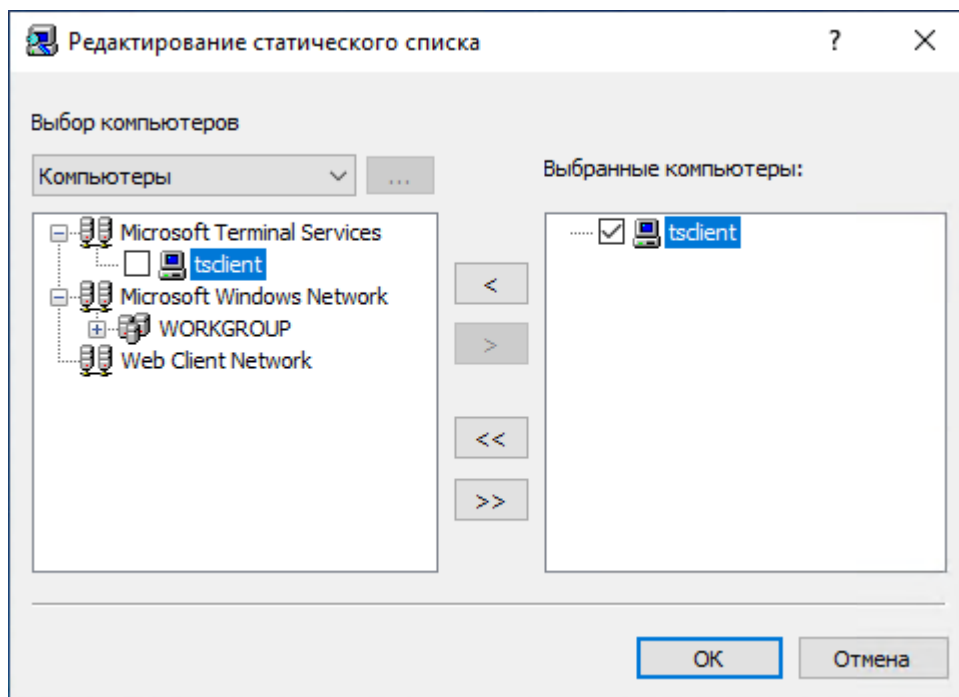 Редактирование статического списка
?
Выбор компьютеров
Компьютеры
...
Выбранные компьютеры:
Microsoft Terminal Services
tsclient
Microsoft Windows Network
WORKGROUP
Web Client Network
<
>
<<
>>
tsclient
OK
Отмена